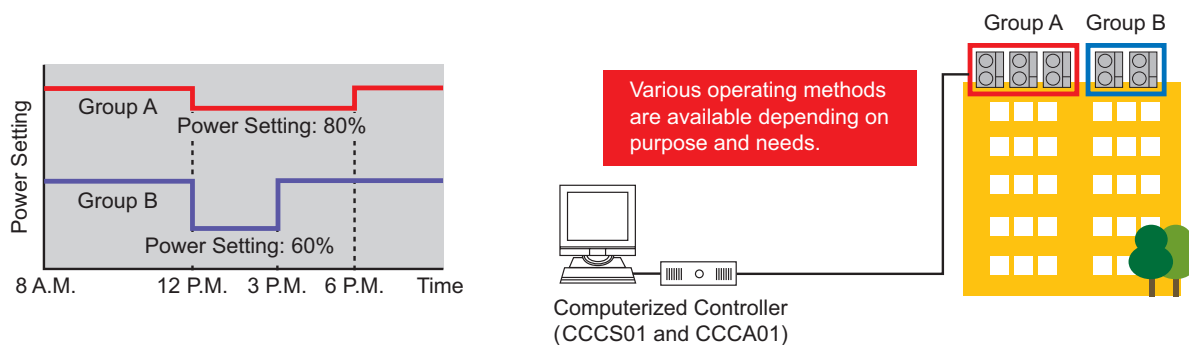 Power Setting
Group A
Power Setting: 80%
Group B
Power Setting: 60%
8 A.M. 12 P.M. 3 P.M. 6 P.M. Time
Group A Group B
Various operating methods
are available depending on
purpose and needs.
Computerized Controller
(CCCS01 and CCCA01)